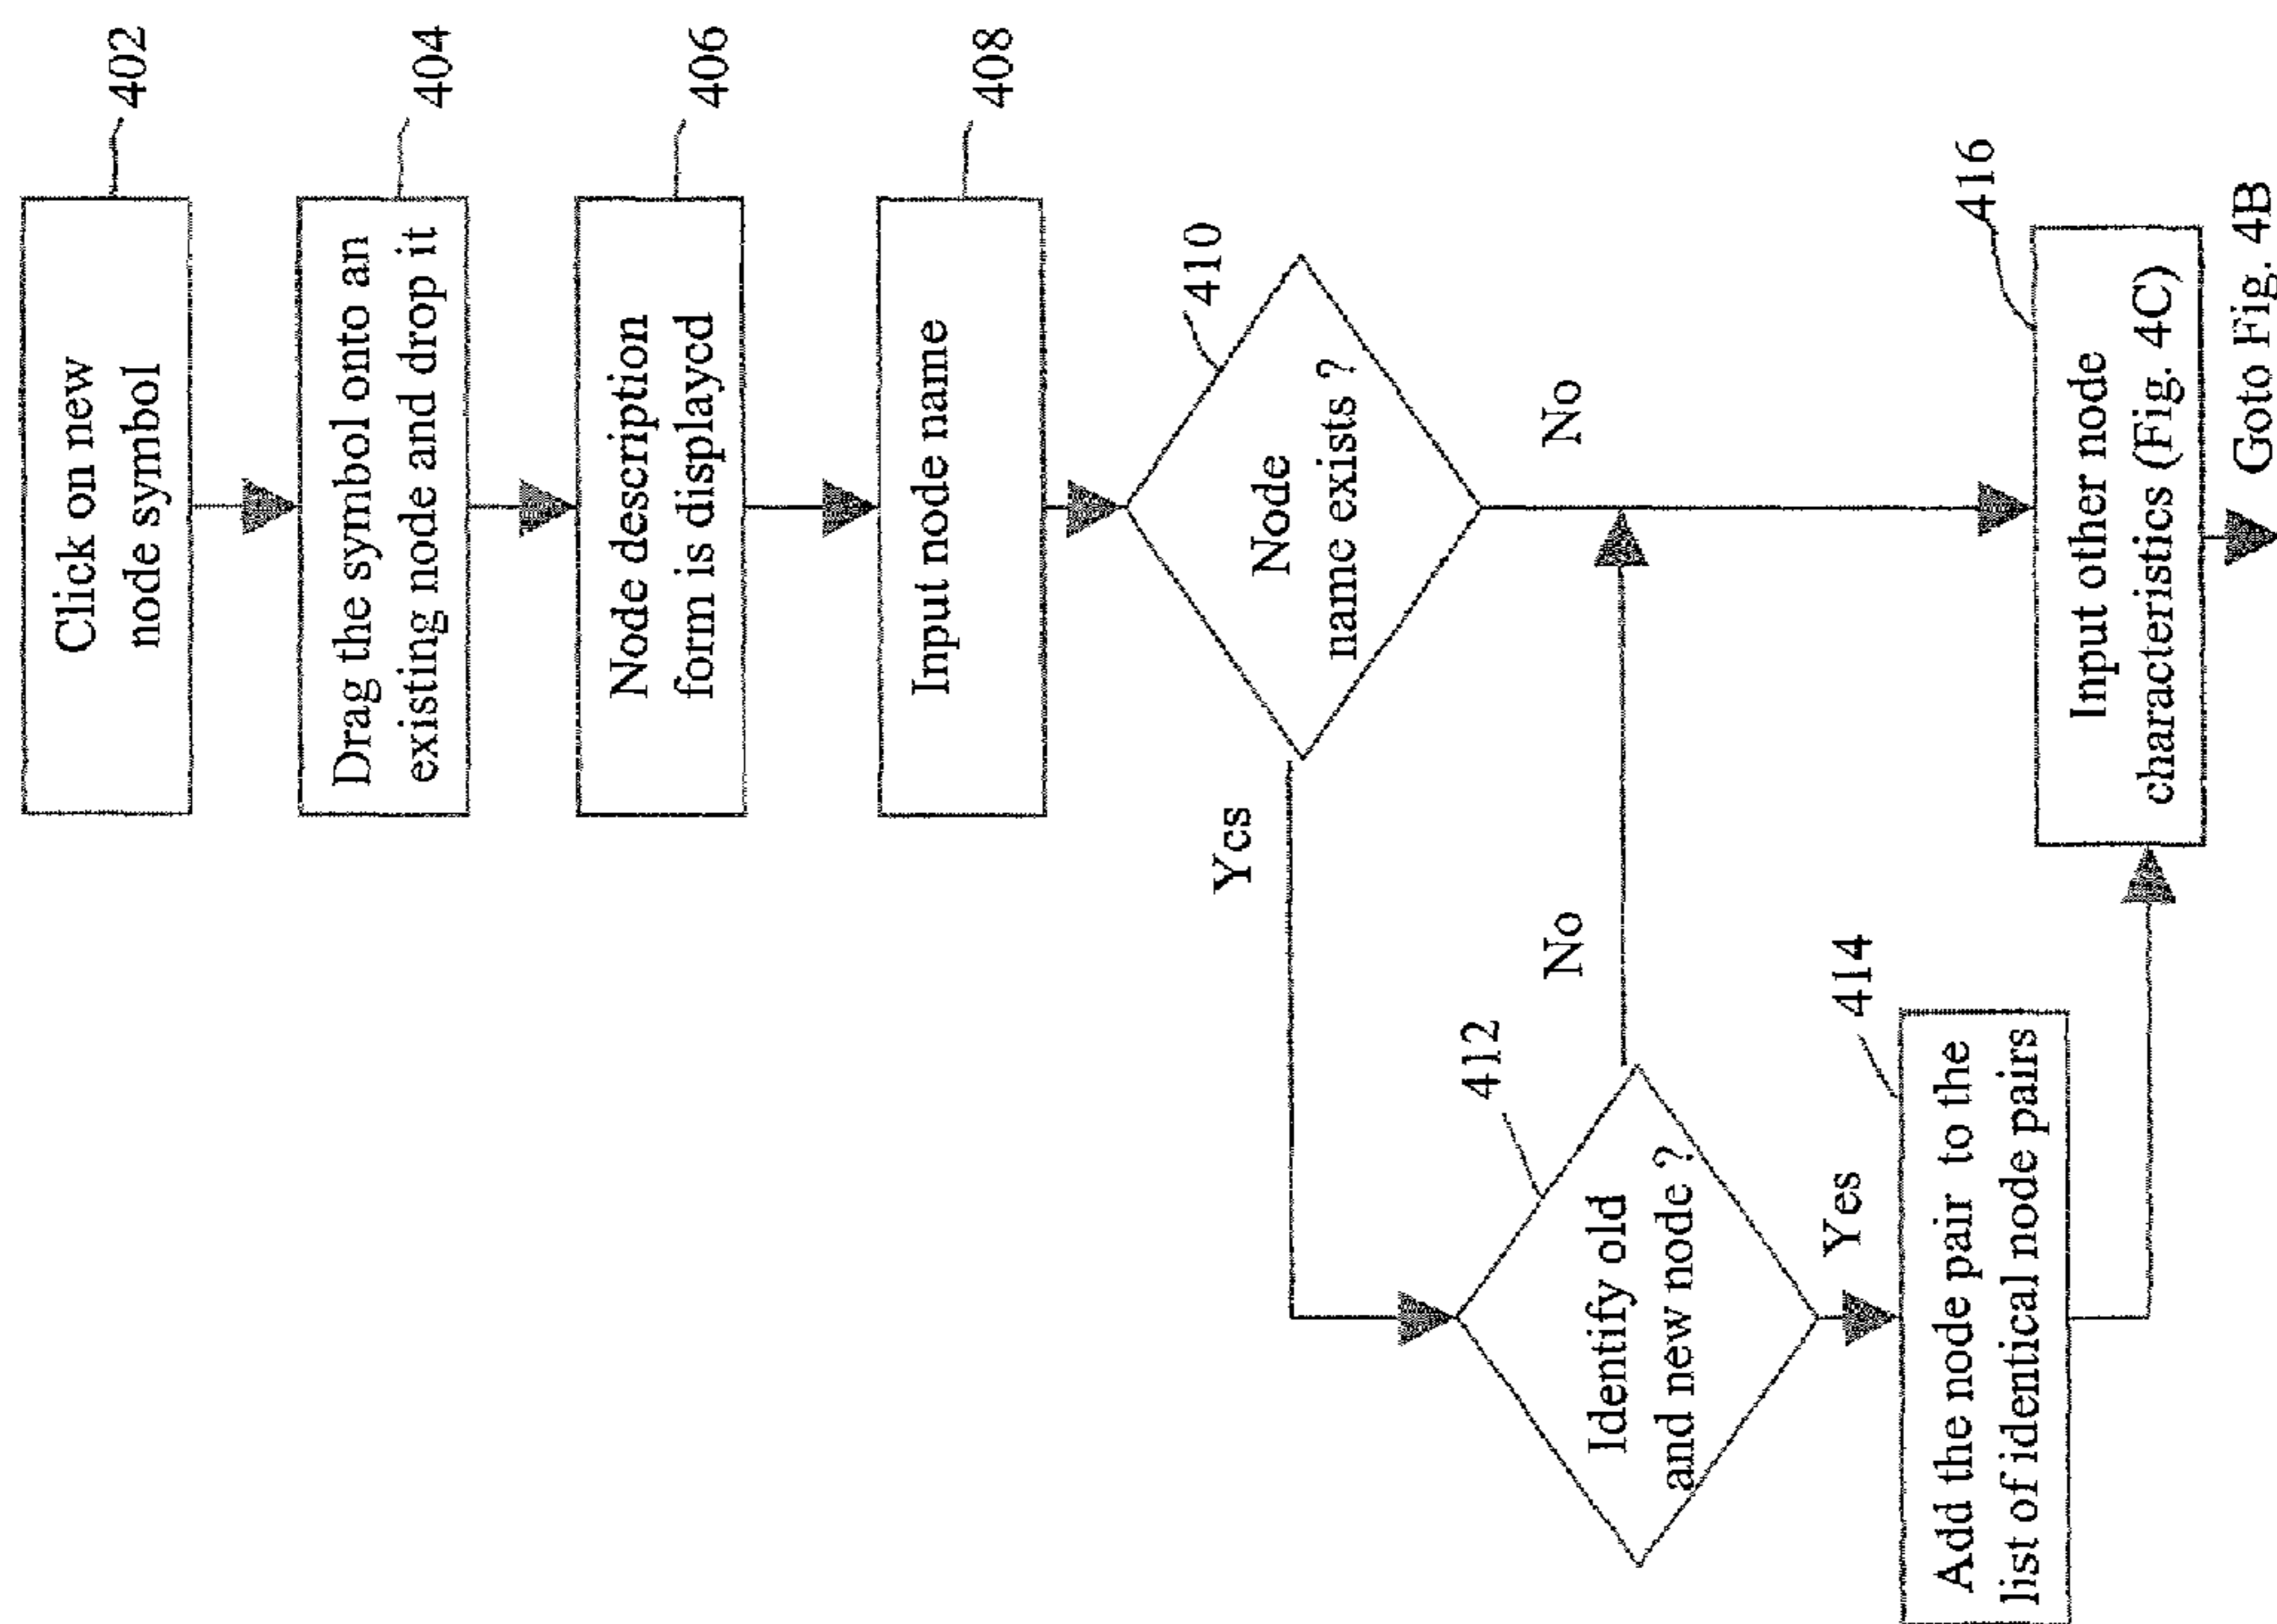 Click on new
node symbol
402
Drag the symbol onto an
existing node and drop it
404
Node description
form is displaycd
406
Input node name
408
Node
name exists ?
410
Ycs
No
Identify old
and new node ?
412
No
Yes
Add the node pair to the
list of identical node pairs
414
Input other node
characteristics (Fig. 4C)
416
Goto Fig. 4B